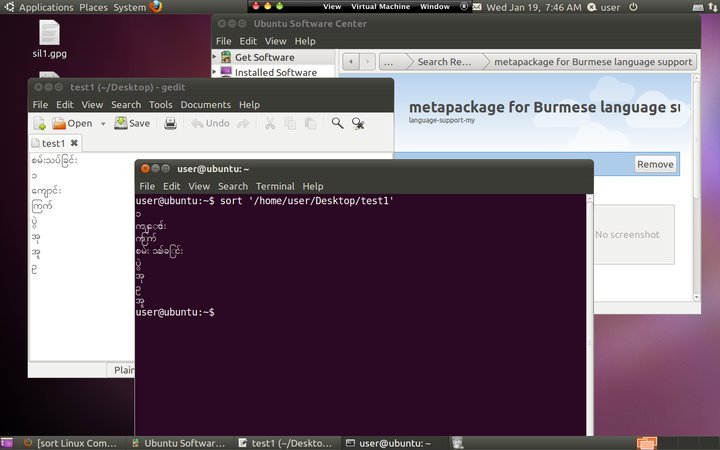 Applications Places System
View Virtual Machine Window
Wed Jan 19, 7:46 AM user
Ubuntu Software Center
File Edit View Help
Get Software
Installed Software
... Search Re... metapackage for Burmese language support
metapackage for Burmese language su
language-support-my
Remove
No screenshot
sil1.gpg
test1 (~/Desktop) - gedit
File Edit View Search Tools Documents Help
Open Save Undo
test1
စမ်းသပ်ခြင်း
၁
ကျောင်း
ကြက်
ပွဲ
အု
အူ
ဥ
Plain
user@ubuntu: ~
File Edit View Search Terminal Help
user@ubuntu:~$ sort '/home/user/Desktop/test1'
၁
ကျောင်း
ကြက်
စမ်းသပ်ခြင်း
ပွဲ
အု
ဥ
အူ
user@ubuntu:~$
[sort Linux Com... Ubuntu Softwar... test1 (~/Deskto... user@ubuntu: ~